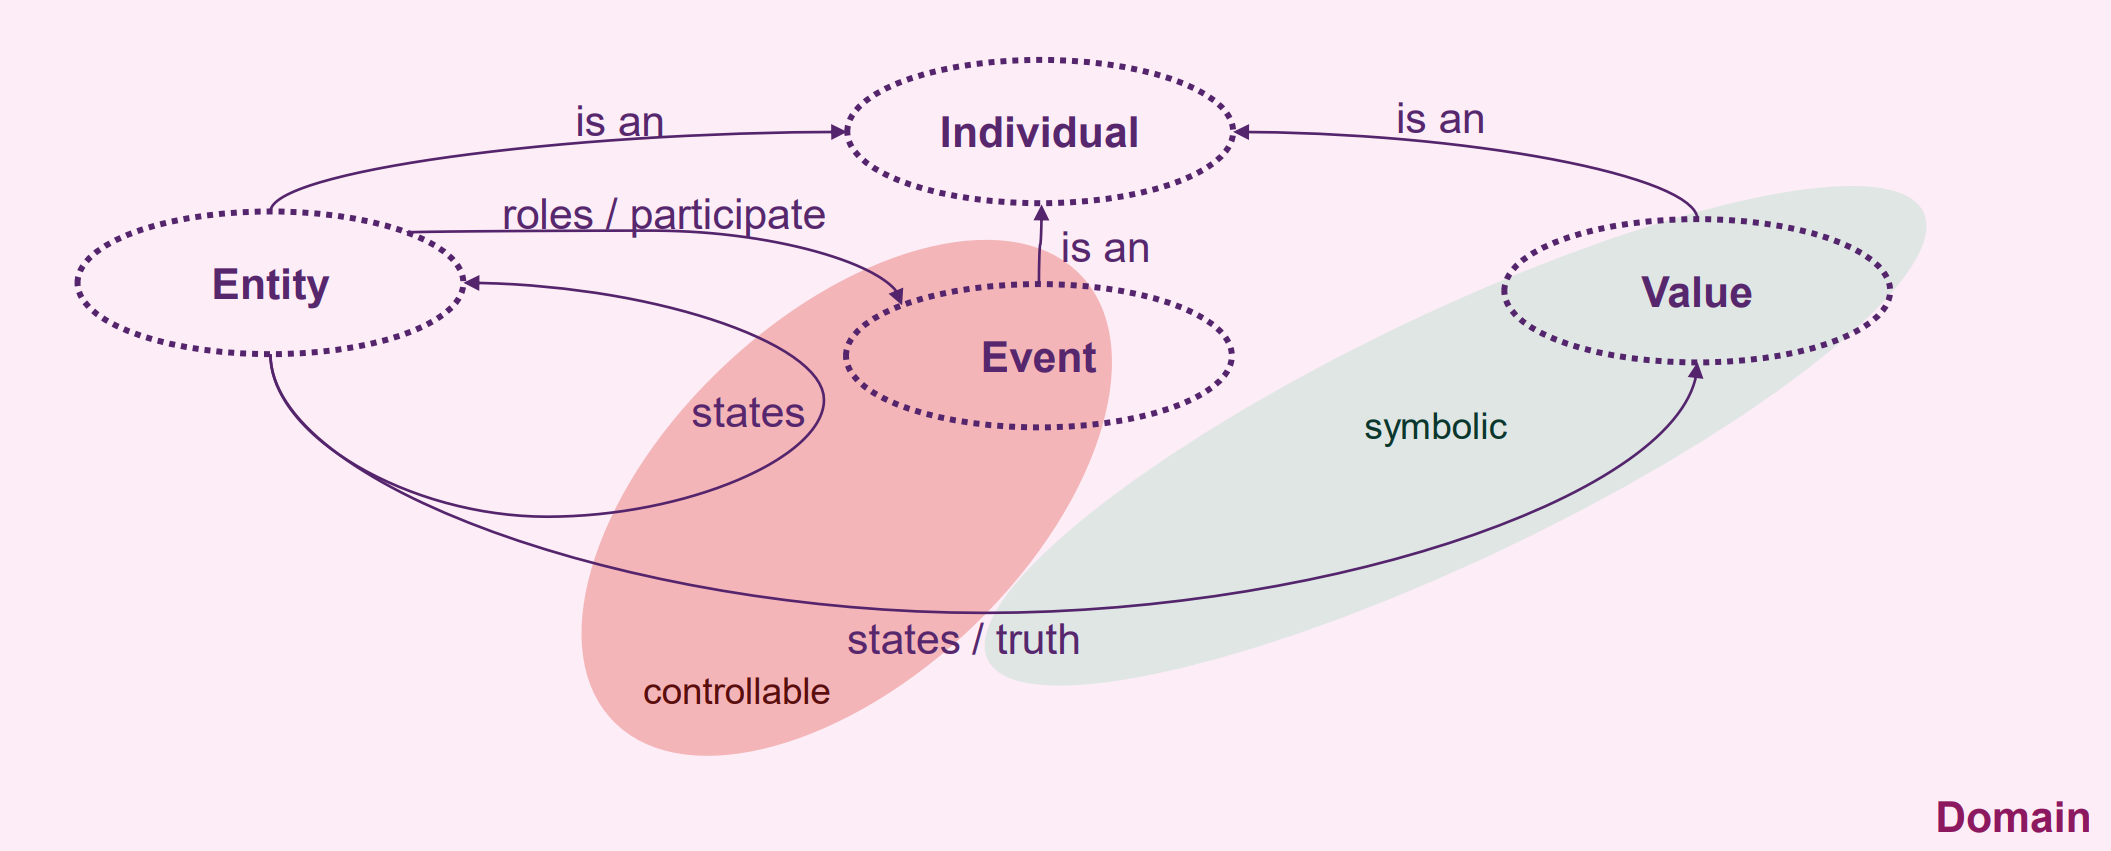 is an
Individual
is an
roles / participate
is an
Entity
Value
Event
states
symbolic
states / truth
controllable
Domain